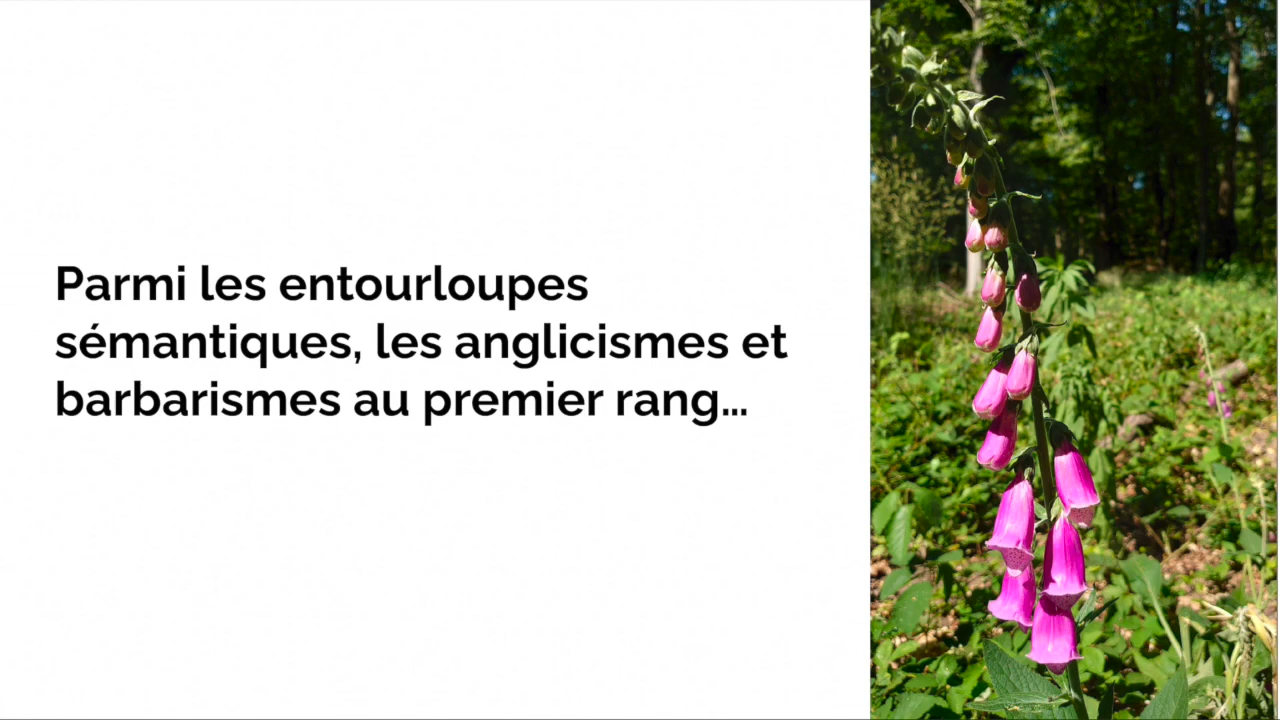 Parmi les entourloupes
sémantiques, les anglicismes et
barbarismes au premier rang...